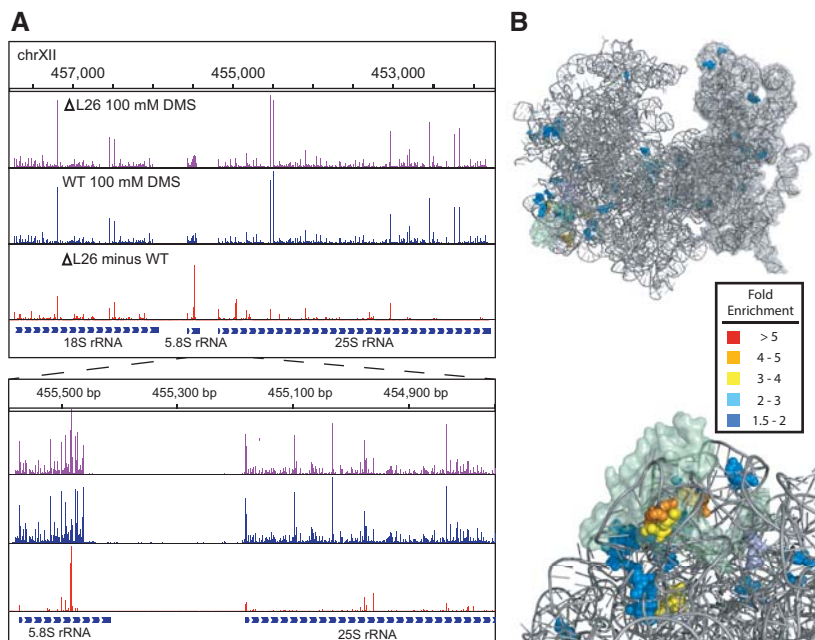 A
B
chrXII
457,000 455,000 453,000
ΔL26 100 mM DMS
WT 100 mM DMS
ΔL26 minus WT
18S rRNA 5.8S rRNA 25S rRNA
455,500 bp 455,300 bp 455,100 bp 454,900 bp
5.8S rRNA 25S rRNA
Fold
Enrichment
> 5
4 - 5
3 - 4
2 - 3
1.5 - 2